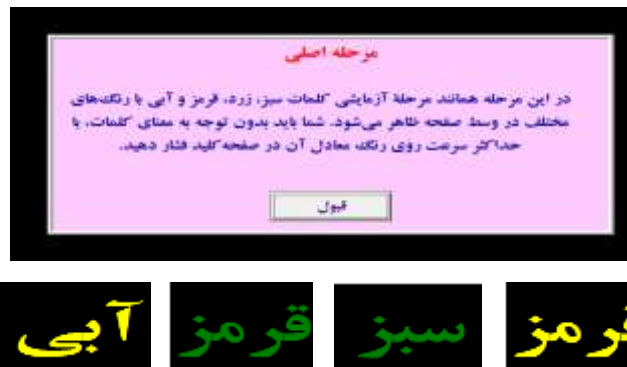 مرحله اصلی
در این مرحله همانند مرحلۀ آزمایشی کلمات سبز، زرد، قرمز و آبی با رنگ‌های
مختلف در وسط صفحه ظاهر می‌شود. شما باید بدون توجه به معنای کلمات، با
حداکثر سرعت روی رنگ معادل آن در صفحه‌کلید فشار دهید.
قبول
قرمز سبز قرمز آبی